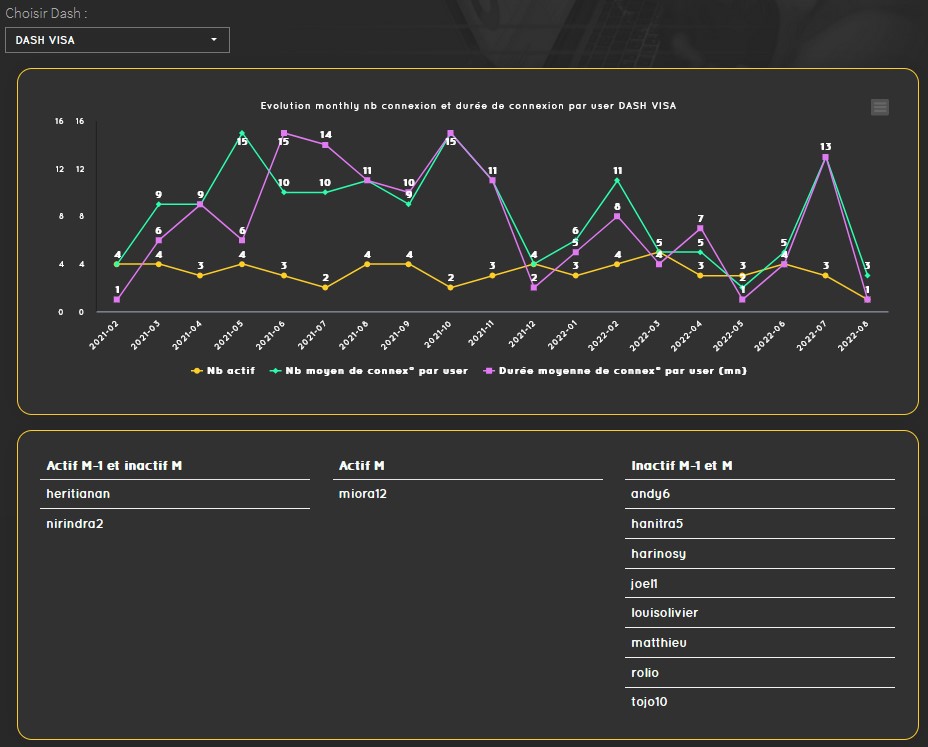 Choisir Dash :
DASH VISA
Evolution monthly nb connexion et durée de connexion par user DASH VISA
16 16
12 12
8 8
4 4
0 0
4 9 9 15 10 10 11 9 15 11 4 6 11 5 5 2 5 13 3
1 6 9 6 15 14 11 10 15 11 2 5 8 4 7 1 4 13 1
4 4 3 4 3 2 4 4 2 3 4 3 4 5 3 3 4 3 1
2021-02 2021-03 2021-04 2021-05 2021-06 2021-07 2021-08 2021-09 2021-10 2021-11 2021-12 2022-01 2022-02 2022-03 2022-04 2022-05 2022-06 2022-07 2022-08
Nb actif Nb moyen de connex° par user Durée moyenne de connex° par user (mn)
Actif M-1 et inactif M Actif M Inactif M-1 et M
heritianan miora12 andy6
nirindra2 hanitra5
harinosy
joel1
louisolivier
matthieu
rolio
tojo10